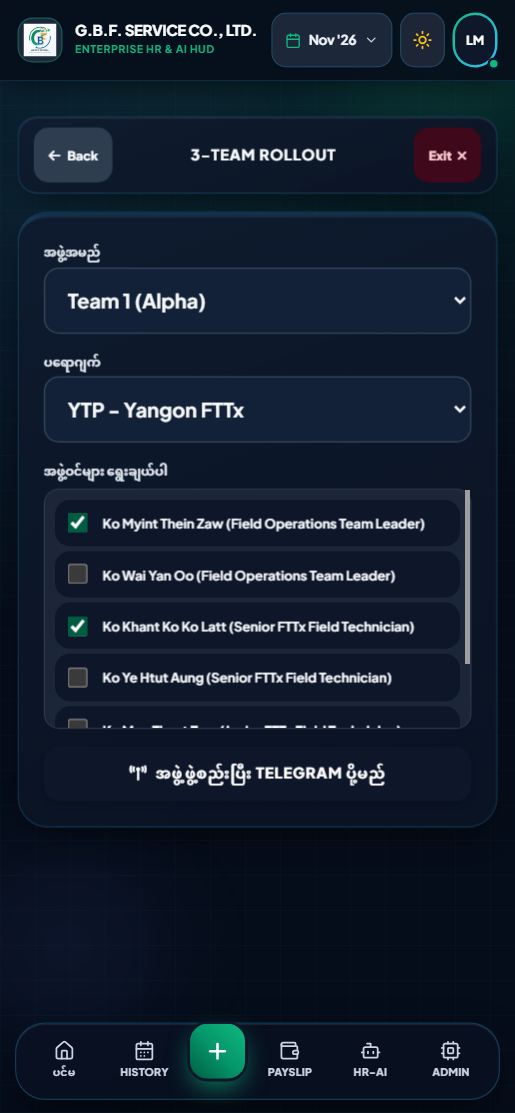 G.B.F. SERVICE CO., LTD.
ENTERPRISE HR & AI HUD
Nov '26
LM
← Back
3-TEAM ROLLOUT
Exit ✕
အဖွဲ့အမည်
Team 1 (Alpha)
ပရောဂျက်
YTP - Yangon FTTx
အဖွဲ့ဝင်များ ရွေးချယ်ပါ
Ko Myint Thein Zaw (Field Operations Team Leader)
Ko Wai Yan Oo (Field Operations Team Leader)
Ko Khant Ko Ko Latt (Senior FTTx Field Technician)
Ko Ye Htut Aung (Senior FTTx Field Technician)
အဖွဲ့ ဖွဲ့စည်းပြီး TELEGRAM ပို့မည်
ပင်မ
HISTORY
PAYSLIP
HR-AI
ADMIN